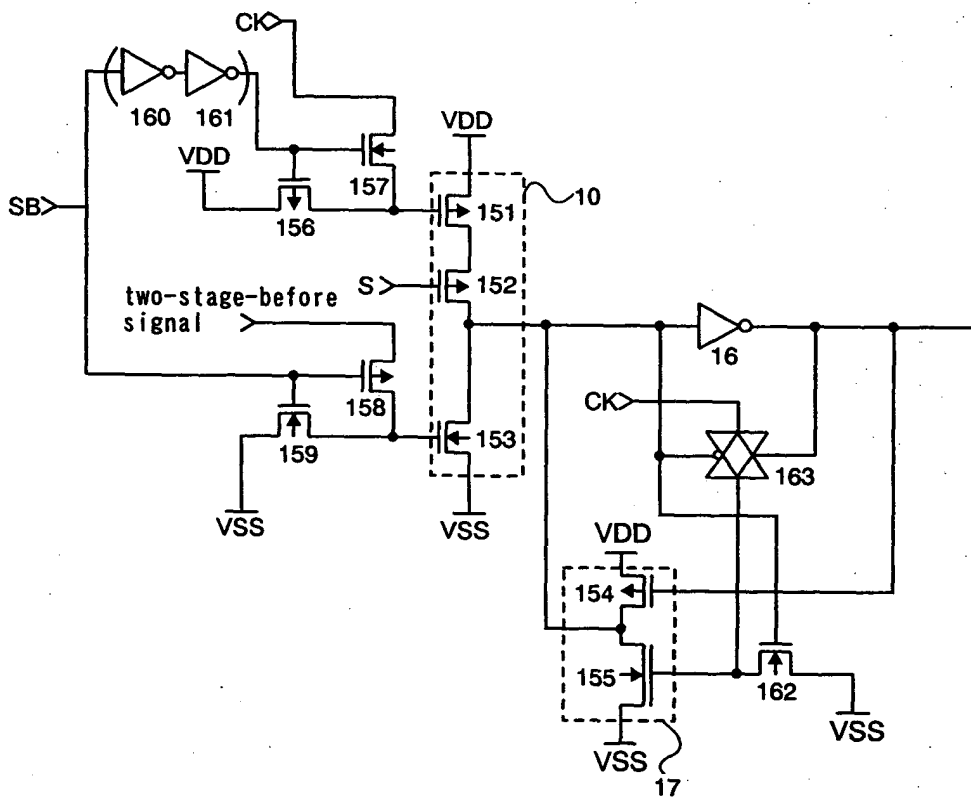 CK
160
161
VDD
VDD
157
10
SB
156
151
S
152
two-stage-before
signal
16
158
CK
153
163
159
VSS
VSS
VDD
154
155
162
VSS
VSS
17